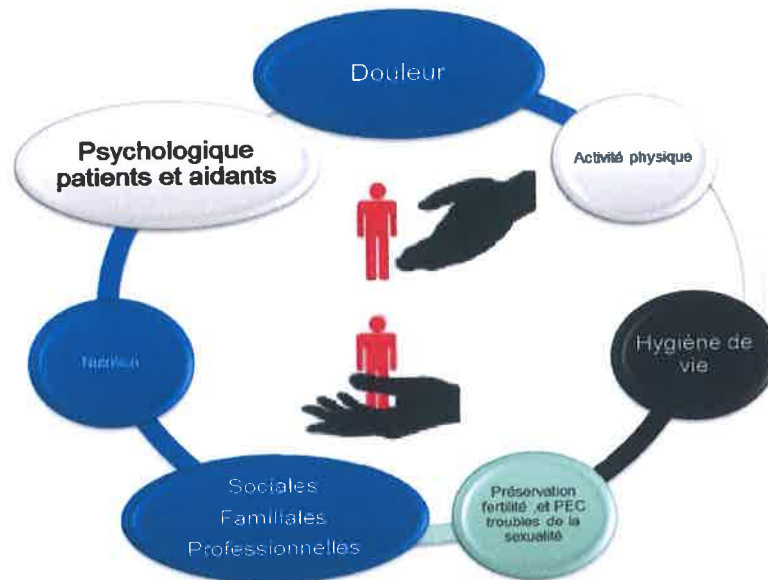 Douleur
Psychologique
patients et aidants
Activité physique
Hygiène de
vie
Nutrition
Sociales
Familiales
Professionnelles
Préservation
fertilité ,et PEC
troubles de la
sexualité